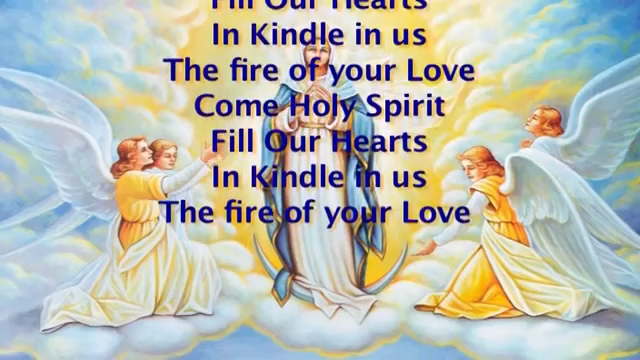 Fill Our Hearts
In Kindle in us
The fire of your Love
Come Holy Spirit
Fill Our Hearts
In Kindle in us
The fire of your Love